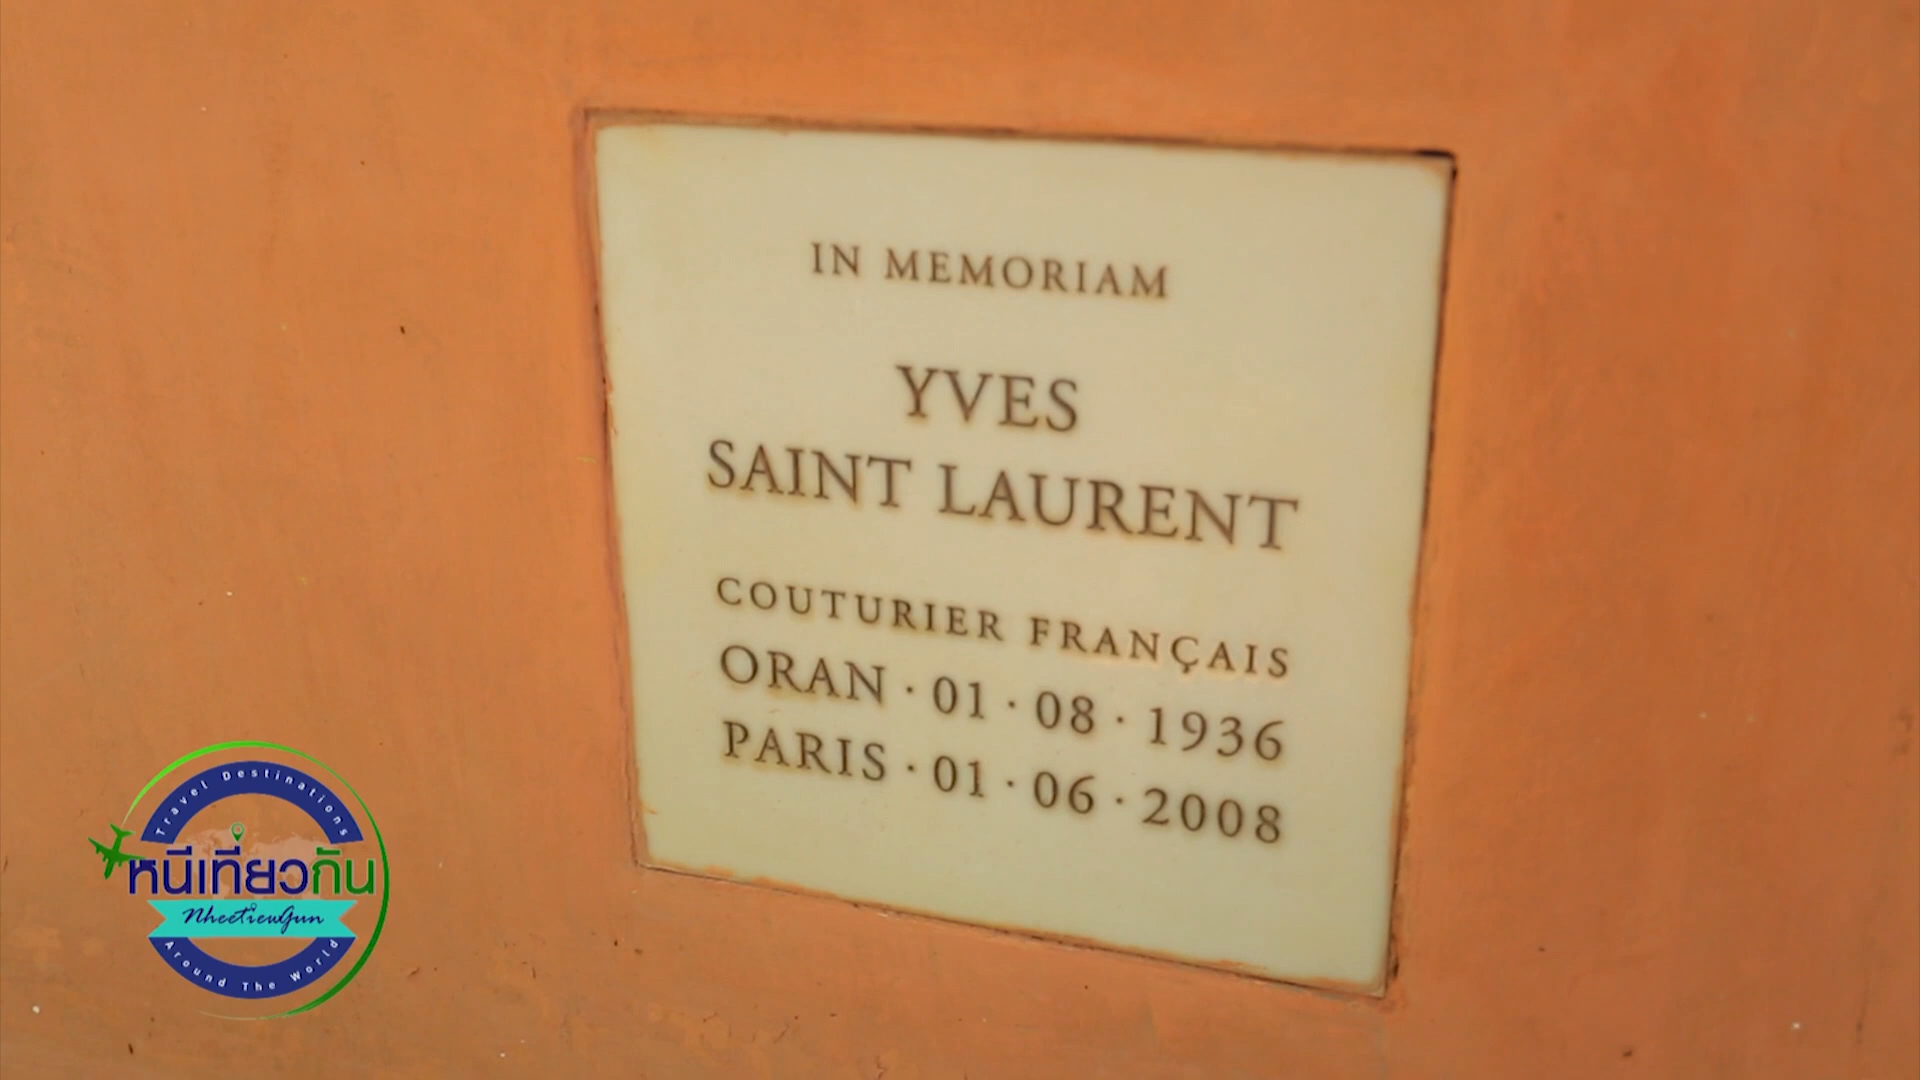 IN MEMORIAM
YVES
SAINT LAURENT
COUTURIER FRANÇAIS
ORAN · 01 · 08 · 1936
PARIS · 01 · 06 · 2008
Travel Destinations
หนีเที่ยวกัน
NheetiewGun
Around The World